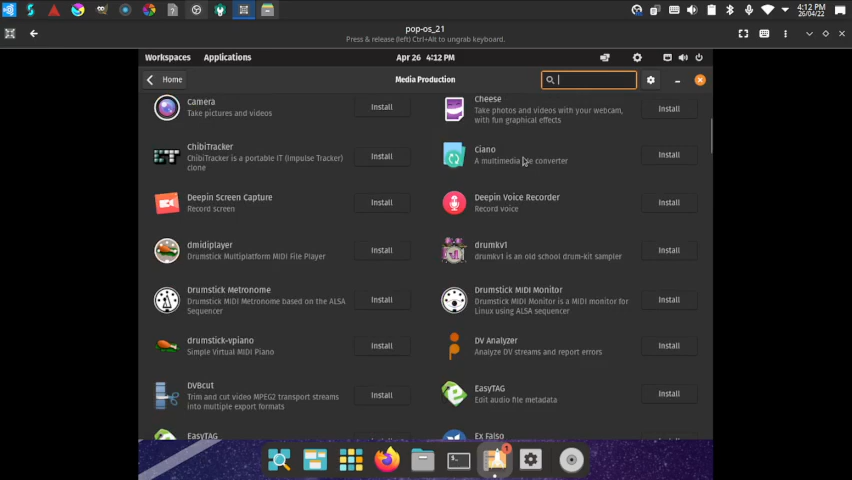 4:12 PM
26/04/22
pop-os_21
Press & release (left) Ctrl+Alt to ungrab keyboard.
Workspaces Applications Apr 26 4:12 PM
Home Media Production
Camera
Take pictures and videos
Install
Cheese
Take photos and videos with your webcam,
with fun graphical effects
Install
ChibiTracker
ChibiTracker is a portable IT (Impulse Tracker)
clone
Install
Ciano
A multimedia file converter
Install
Deepin Screen Capture
Record screen
Install
Deepin Voice Recorder
Record voice
Install
dmidiplayer
Drumstick Multiplatform MIDI File Player
Install
drumkv1
drumkv1 is an old school drum-kit sampler
Install
Drumstick Metronome
Drumstick MIDI Metronome based on the ALSA
Sequencer
Install
Drumstick MIDI Monitor
Drumstick MIDI Monitor is a MIDI monitor for
Linux using ALSA sequencer
Install
drumstick-vpiano
Simple Virtual MIDI Piano
Install
DV Analyzer
Analyze DV streams and report errors
Install
DVBcut
Trim and cut video MPEG2 transport streams
into multiple export formats
Install
EasyTAG
Edit audio file metadata
Install
EasyTAG
Ex Falso
1